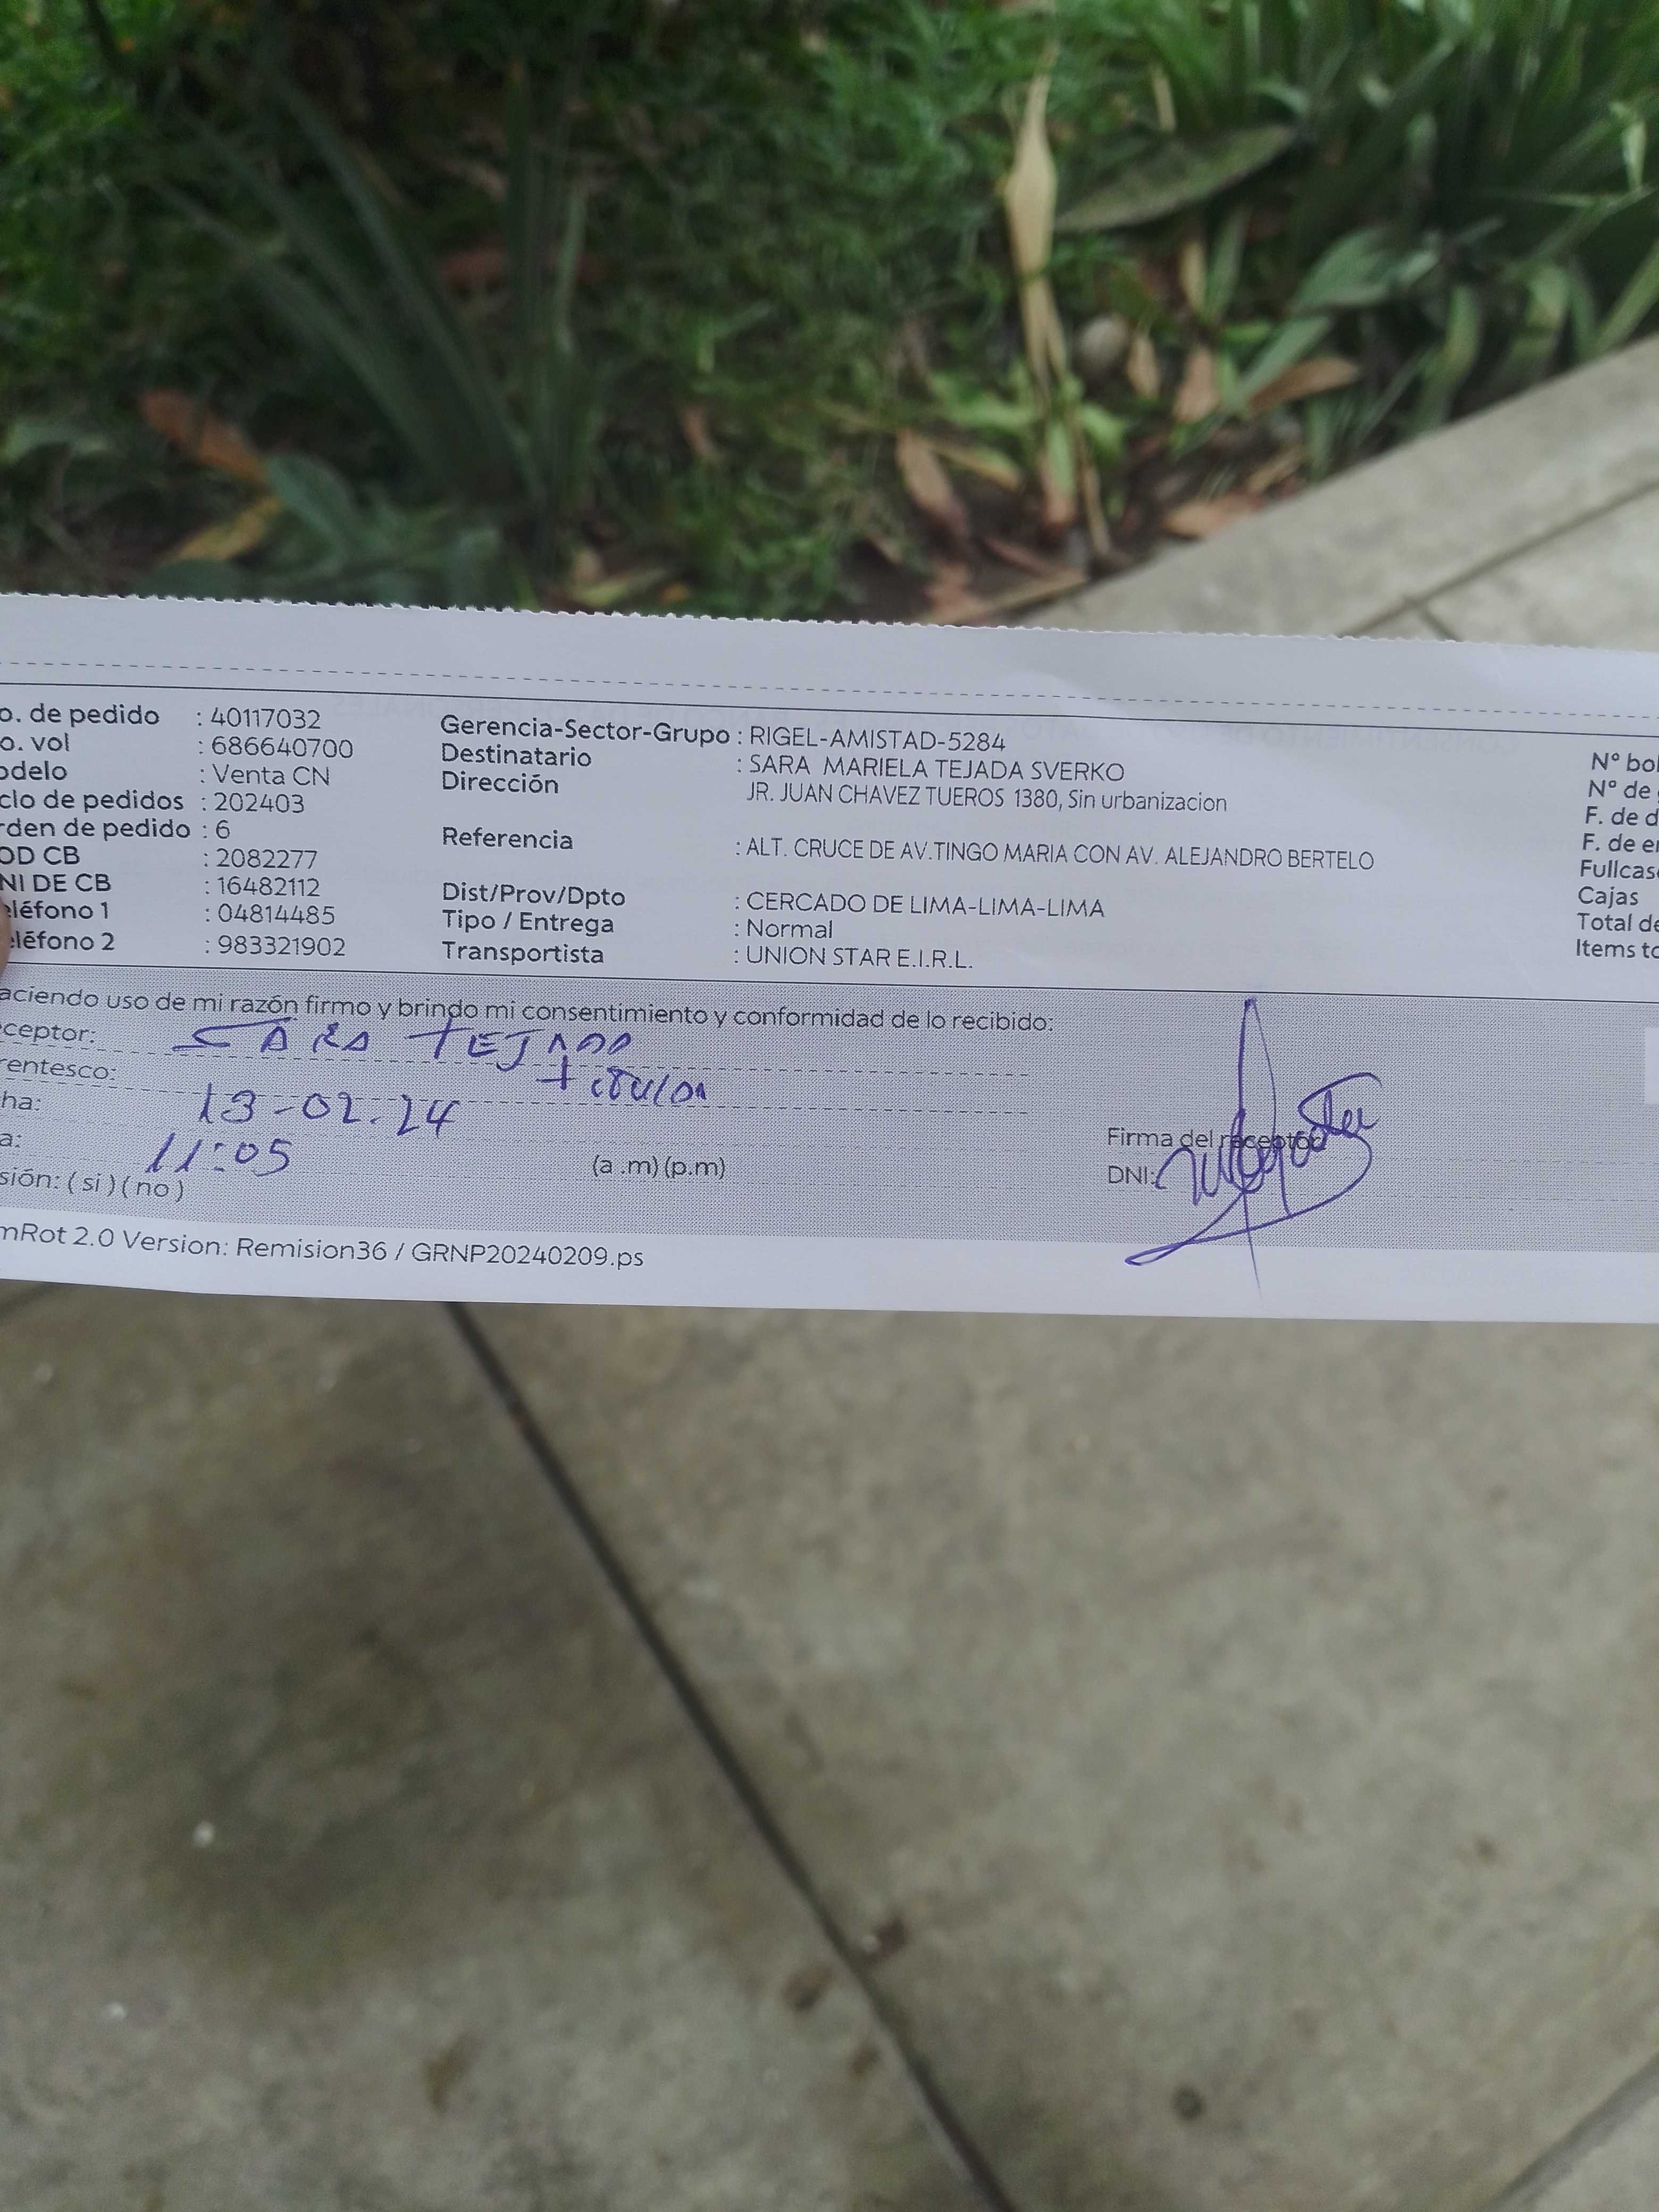 o. de pedido : 40117032
o. vol : 686640700
odelo : Venta CN
clo de pedidos : 202403
rden de pedido : 6
OD CB : 2082277
NI DE CB : 16482112
eléfono 1 : 04814485
eléfono 2 : 983321902
Gerencia-Sector-Grupo : RIGEL-AMISTAD-5284
Destinatario : SARA MARIELA TEJADA SVERKO
Dirección JR. JUAN CHAVEZ TUEROS 1380, Sin urbanizacion
Referencia : ALT. CRUCE DE AV.TINGO MARIA CON AV. ALEJANDRO BERTELO
Dist/Prov/Dpto : CERCADO DE LIMA-LIMA-LIMA
Tipo / Entrega : Normal
Transportista : UNION STAR E.I.R.L.
N° bol
N° de
F. de d
F. de e
Fullcas
Cajas
Total de
Items to
aciendo uso de mi razón firmo y brindo mi consentimiento y conformidad de lo recibido:
ceptor: SARA TEJADA
rentesco:
ha: 13-02-24
a: 11:05 (a .m) (p.m)
sión: ( si ) ( no )
Firma del receptor
DNI:
mRot 2.0 Version: Remision36 / GRNP20240209.ps